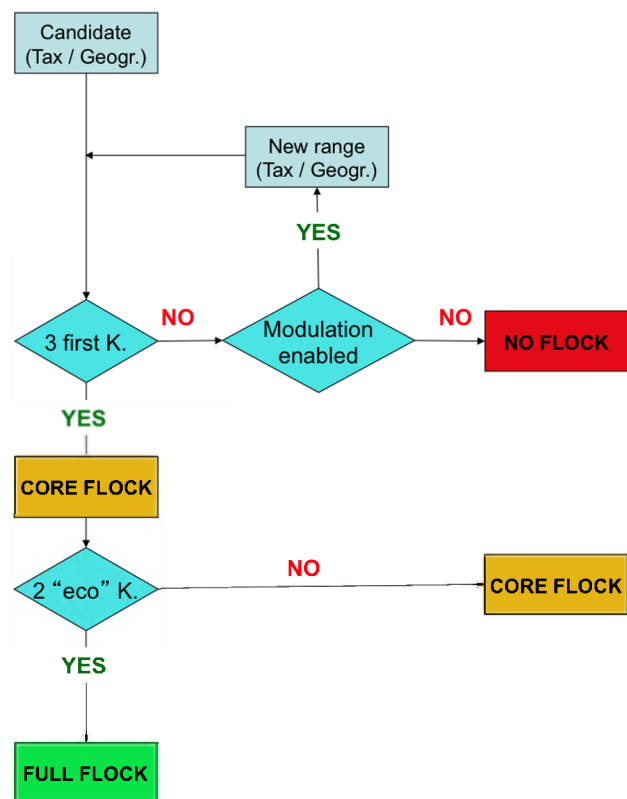 Candidate
(Tax / Geogr.)
New range
(Tax / Geogr.)
YES
3 first K.
NO
Modulation
enabled
NO
NO FLOCK
YES
CORE FLOCK
2 “eco” K.
NO
CORE FLOCK
YES
FULL FLOCK